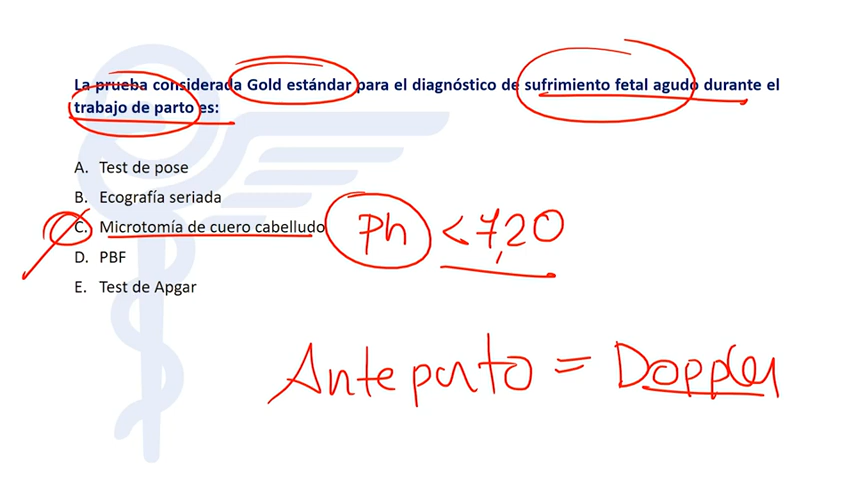 La prueba considerada Gold estándar para el diagnóstico de sufrimiento fetal agudo durante el
trabajo de parto es:
A. Test de pose
B. Ecografía seriada
C. Microtomía de cuero cabelludo Ph < 7,20
D. PBF
E. Test de Apgar
Anteparto = Doppler